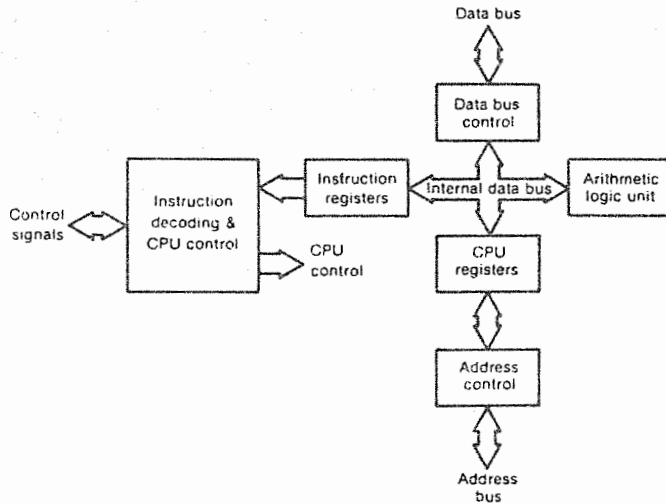 Data bus
Data bus
control
Instruction
decoding &
CPU control
Instruction
registers
Internal data bus
Arithmetic
logic unit
Control
signals
CPU
control
CPU
registers
Address
control
Address
bus